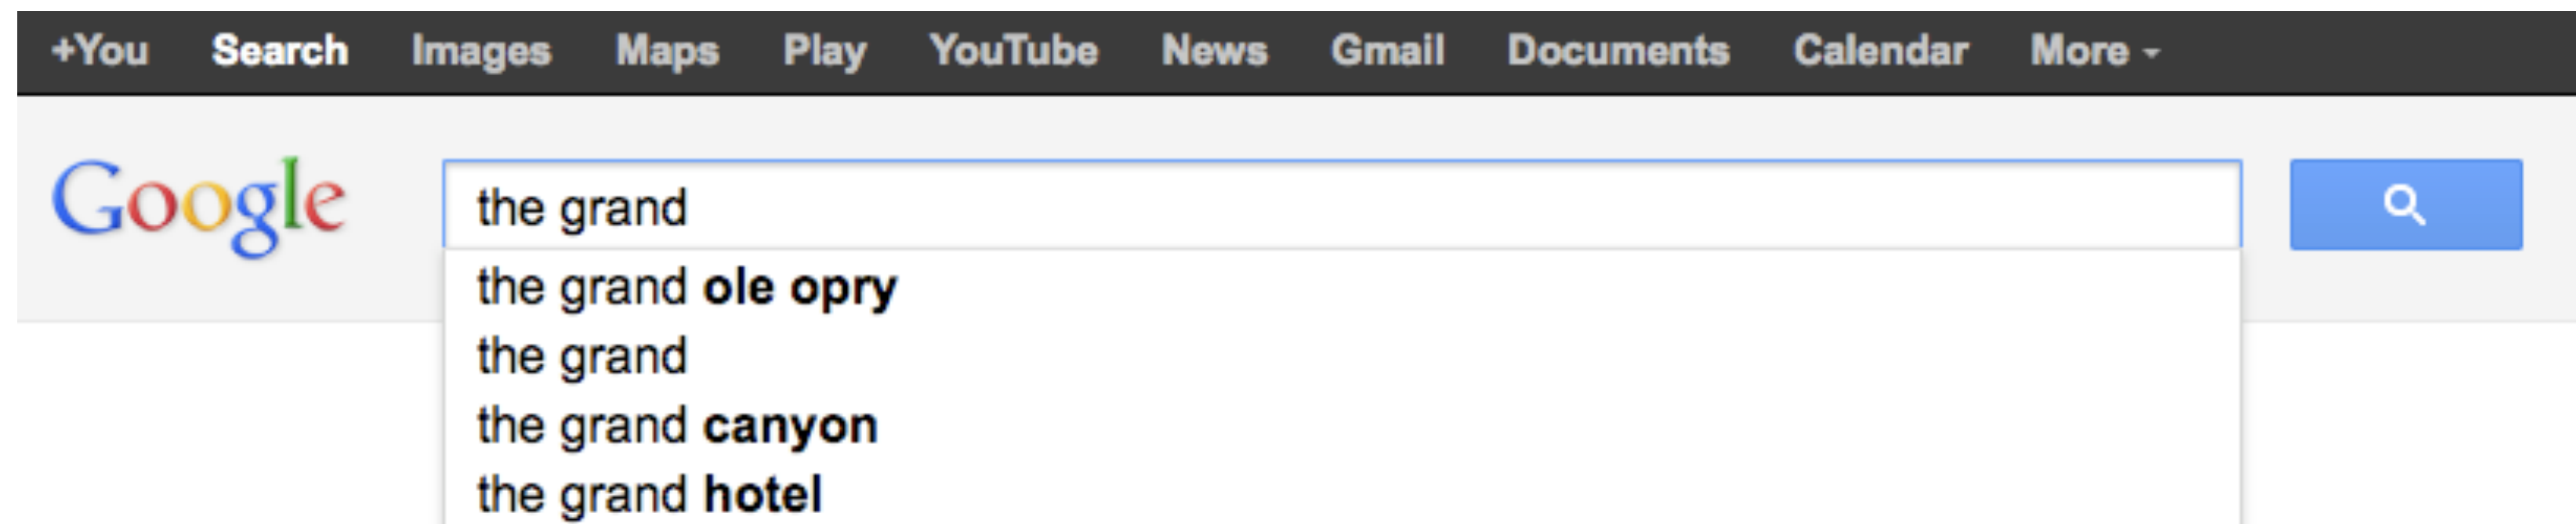 +You Search Images Maps Play YouTube News Gmail Documents Calendar More
Google the grand
the grand ole opry
the grand
the grand canyon
the grand hotel